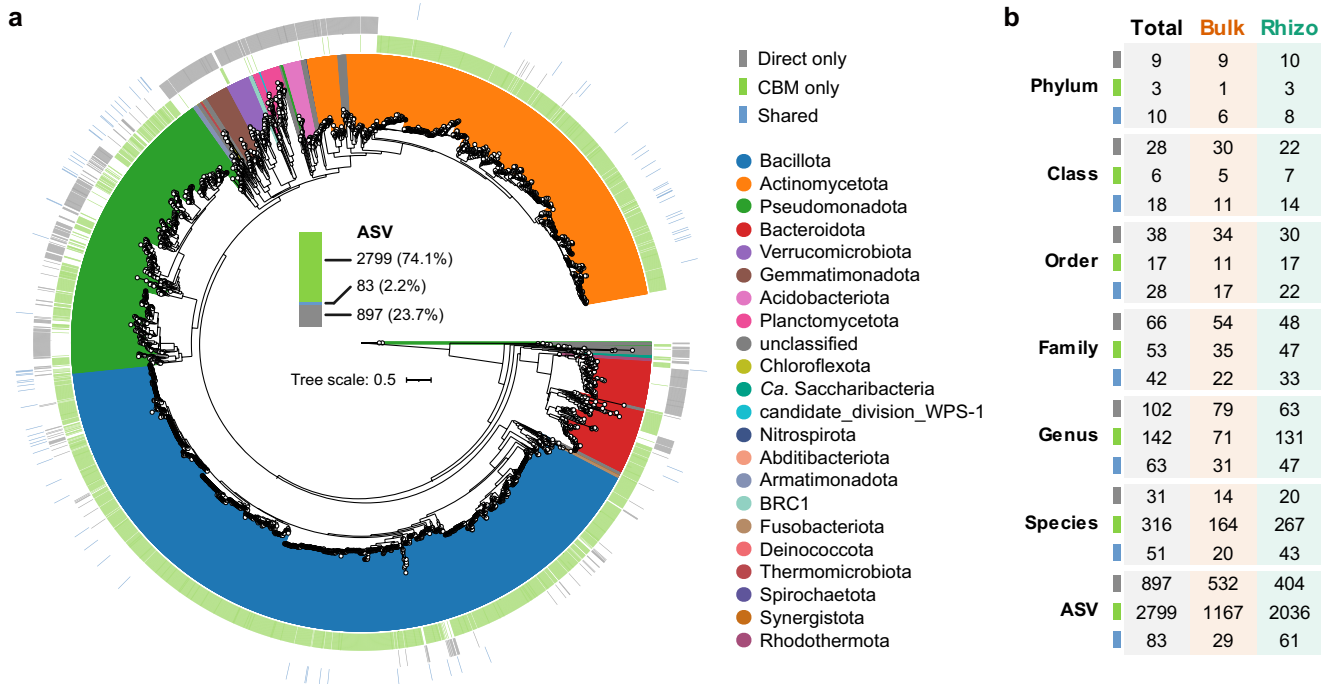 a
ASV
2799 (74.1%)
83 (2.2%)
897 (23.7%)
Tree scale: 0.5
Direct only
CBM only
Shared
Bacillota
Actinomycetota
Pseudomonadota
Bacteroidota
Verrucomicrobiota
Gemmatimonadota
Acidobacteriota
Planctomycetota
unclassified
Chloroflexota
Ca. Saccharibacteria
candidate_division_WPS-1
Nitrospirota
Abditibacteriota
Armatimonadota
BRC1
Fusobacteriota
Deinococcota
Thermomicrobiota
Spirochaetota
Synergistota
Rhodothermota
b
Total Bulk Rhizo
9 9 10
Phylum 3 1 3
10 6 8
28 30 22
Class 6 5 7
18 11 14
38 34 30
Order 17 11 17
28 17 22
66 54 48
Family 53 35 47
42 22 33
102 79 63
Genus 142 71 131
63 31 47
31 14 20
Species 316 164 267
51 20 43
897 532 404
ASV 2799 1167 2036
83 29 61